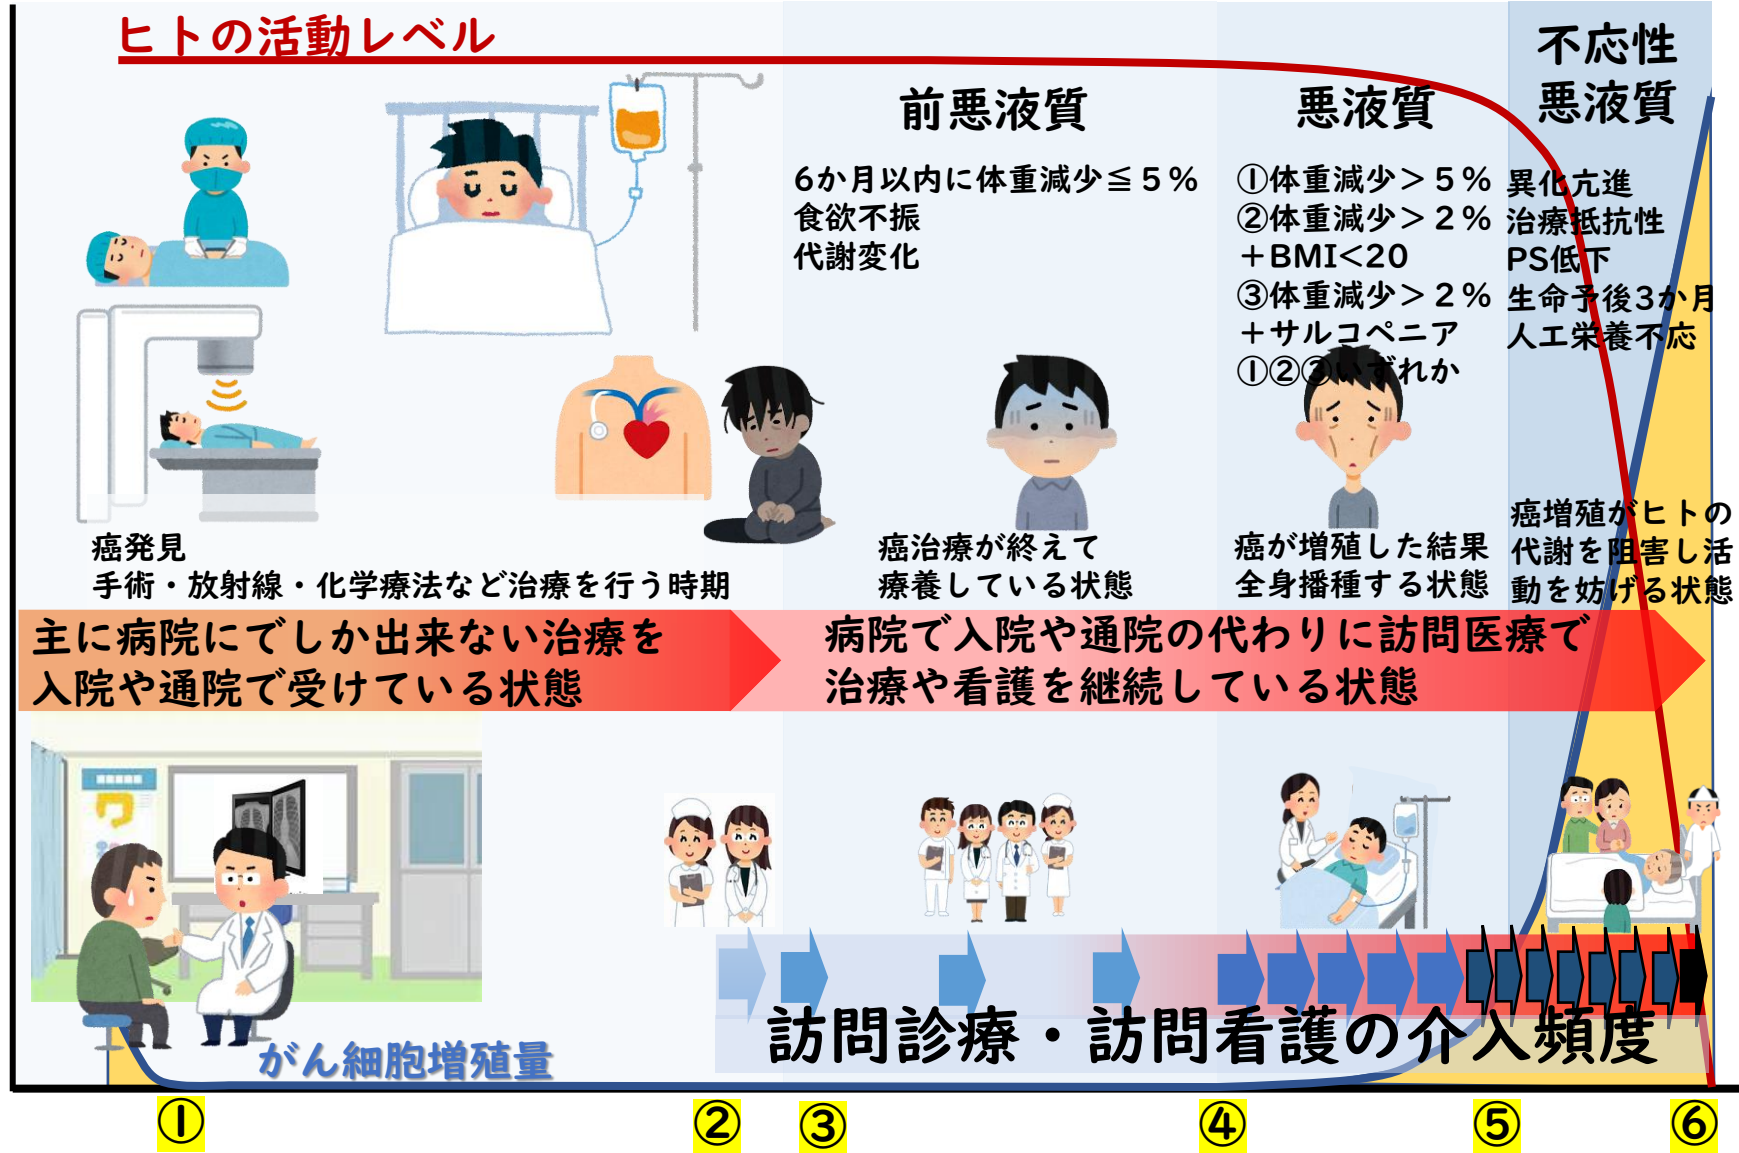 ヒトの活動レベル
前悪液質
6か月以内に体重減少≦5%
食欲不振
代謝変化
悪液質
①体重減少>5%
②体重減少>2%
+BMI<20
③体重減少>2%
+サルコペニア
①②③いずれか
不応性
悪液質
異化亢進
治療抵抗性
PS低下
生命予後3か月
人工栄養不応
癌発見
手術・放射線・化学療法など治療を行う時期
癌治療が終えて
療養している状態
癌が増殖した結果
全身播種する状態
癌増殖がヒトの
代謝を阻害し活
動を妨げる状態
主に病院にでしか出来ない治療を
入院や通院で受けている状態
病院で入院や通院の代わりに訪問医療で
治療や看護を継続している状態
訪問診療・訪問看護の介入頻度
がん細胞増殖量
①
②
③
④
⑤
⑥